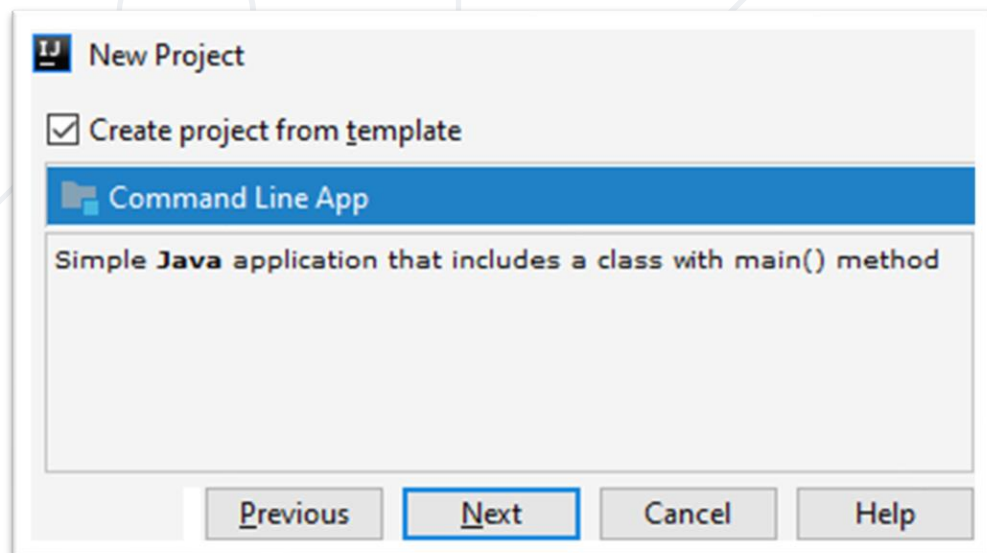 IJ New Project
Create project from template
Command Line App
Simple Java application that includes a class with main() method
Previous Next Cancel Help